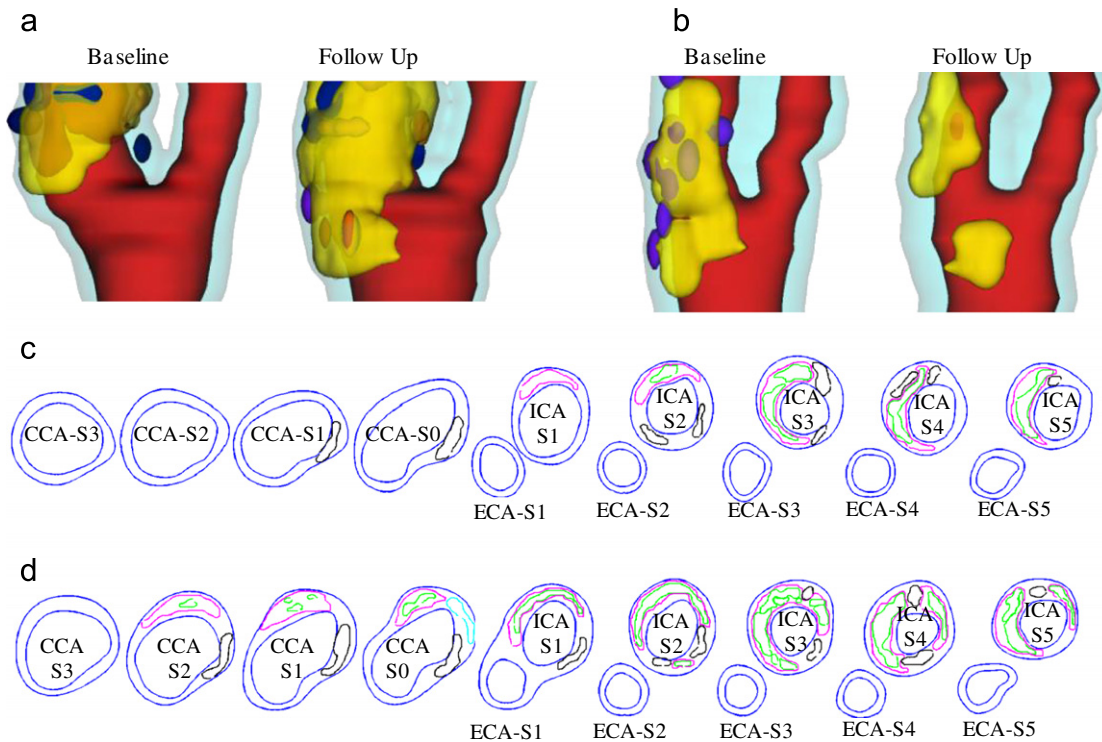 a
b
Baseline
Follow Up
Baseline
Follow Up
c
CCA-S3
CCA-S2
CCA-S1
CCA-S0
ICA
S1
ICA
S2
ICA
S3
ICA
S4
ICA
S5
ECA-S1
ECA-S2
ECA-S3
ECA-S4
ECA-S5
d
CCA
S3
CCA
S2
CCA
S1
CCA
S0
ICA
S1
ICA
S2
ICA
S3
ICA
S4
ICA
S5
ECA-S1
ECA-S2
ECA-S3
ECA-S4
ECA-S5